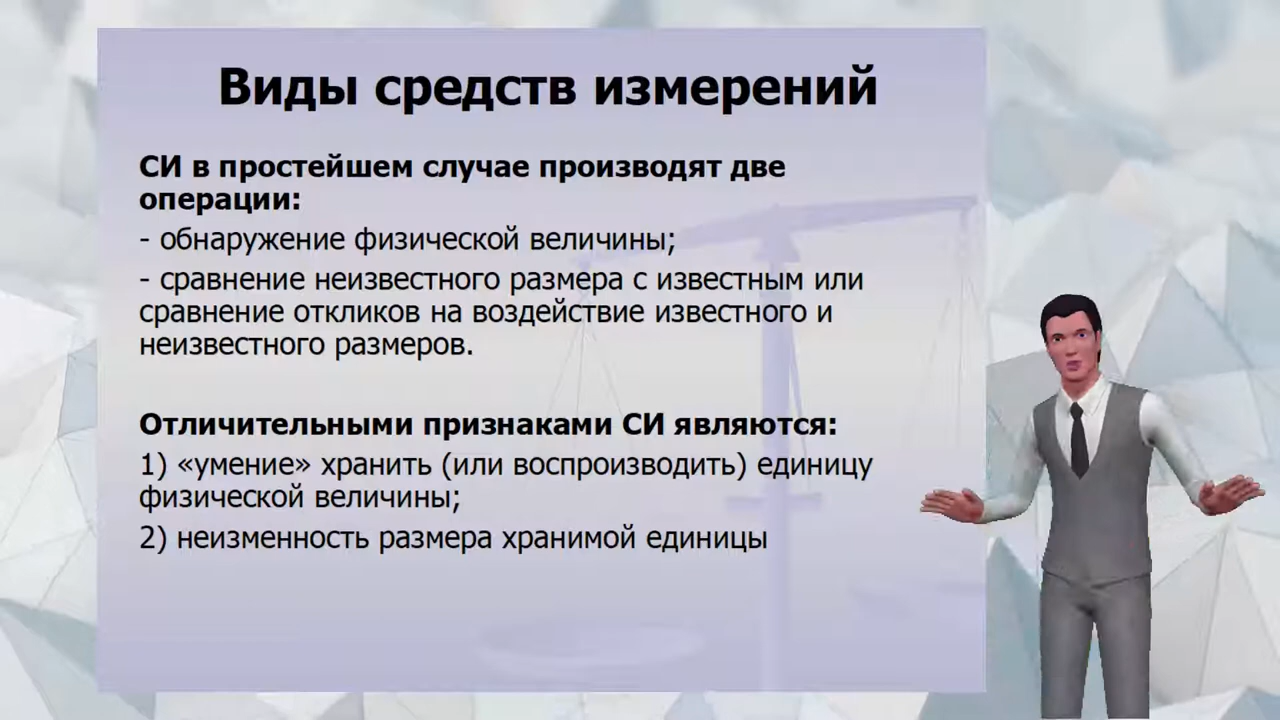 Виды средств измерений
СИ в простейшем случае производят две
операции:
- обнаружение физической величины;
- сравнение неизвестного размера с известным или
сравнение откликов на воздействие известного и
неизвестного размеров.
Отличительными признаками СИ являются:
1) «умение» хранить (или воспроизводить) единицу
физической величины;
2) неизменность размера хранимой единицы